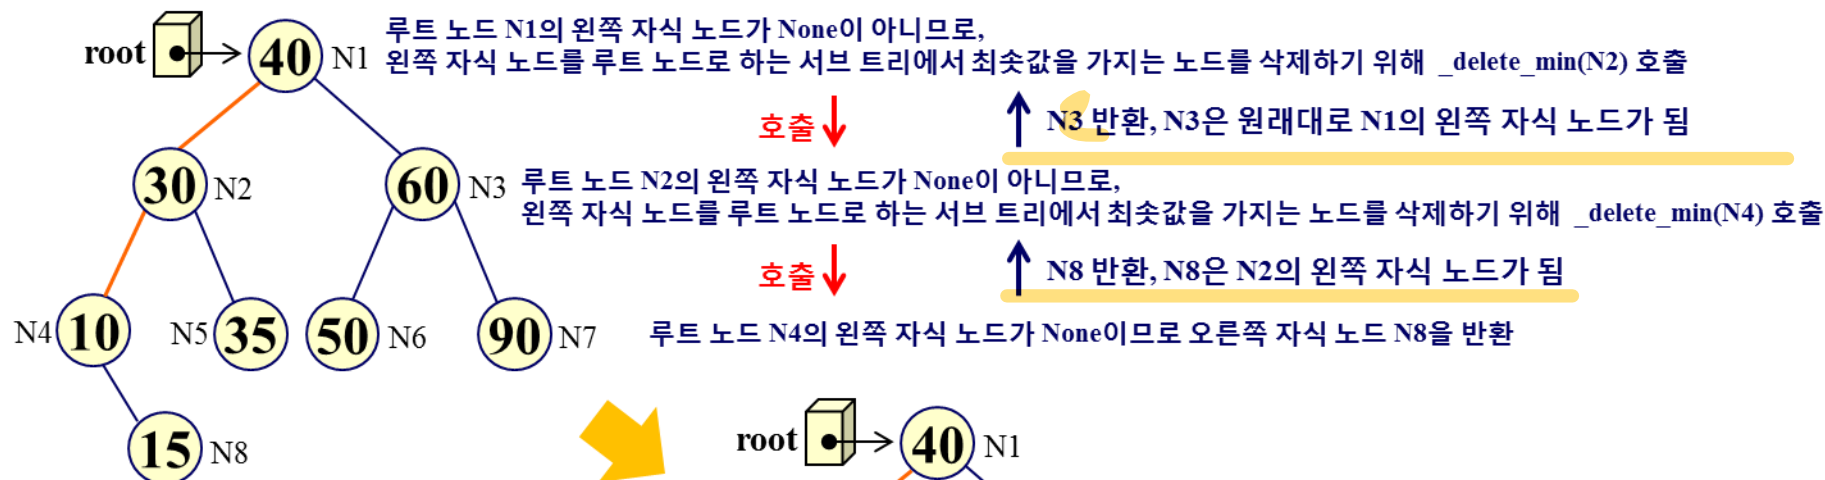 루트 노드 N1의 왼쪽 자식 노드가 None이 아니므로,
root 40 N1 왼쪽 자식 노드를 루트 노드로 하는 서브 트리에서 최솟값을 가지는 노드를 삭제하기 위해 _delete_min(N2) 호출
호출 N3 반환, N3은 원래대로 N1의 왼쪽 자식 노드가 됨
30 N2 60 N3 루트 노드 N2의 왼쪽 자식 노드가 None이 아니므로,
왼쪽 자식 노드를 루트 노드로 하는 서브 트리에서 최솟값을 가지는 노드를 삭제하기 위해 _delete_min(N4) 호출
호출 N8 반환, N8은 N2의 왼쪽 자식 노드가 됨
N4 10 N5 35 50 N6 90 N7 루트 노드 N4의 왼쪽 자식 노드가 None이므로 오른쪽 자식 노드 N8을 반환
15 N8 root 40 N1